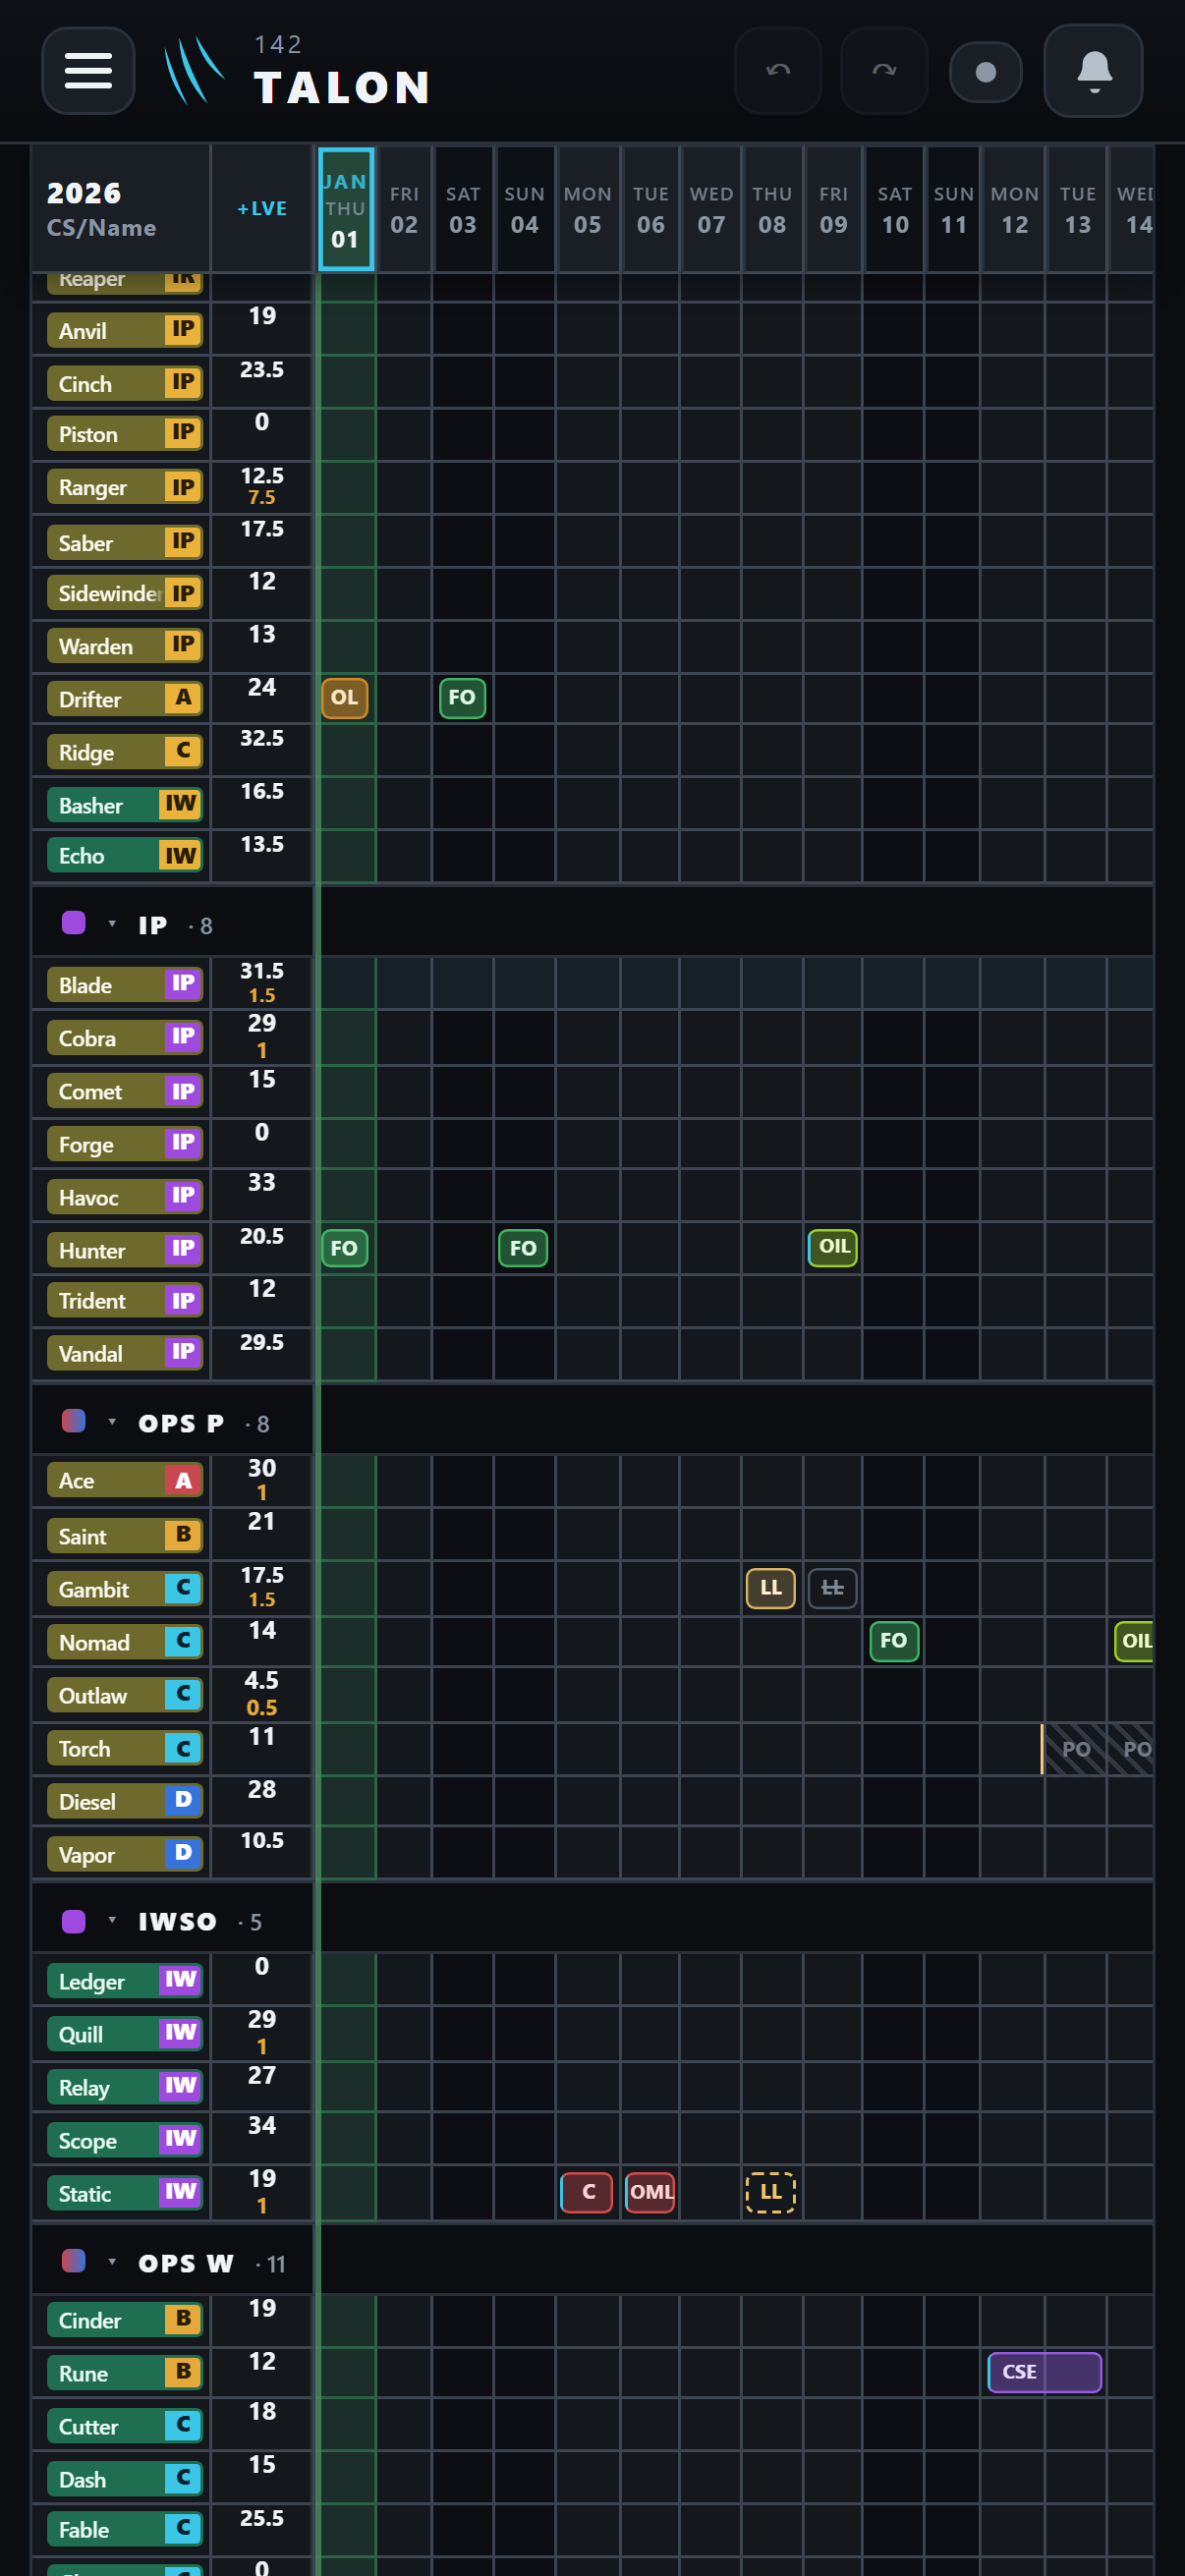 142
TALON
2026
CS/Name
+LVE
JAN THU 01
FRI 02
SAT 03
SUN 04
MON 05
TUE 06
WED 07
THU 08
FRI 09
SAT 10
SUN 11
MON 12
TUE 13
WED 14
Reaper IR
Anvil IP 19
Cinch IP 23.5
Piston IP 0
Ranger IP 12.5 7.5
Saber IP 17.5
Sidewinder IP 12
Warden IP 13
Drifter A 24 OL FO
Ridge C 32.5
Basher IW 16.5
Echo IW 13.5
IP · 8
Blade IP 31.5 1.5
Cobra IP 29 1
Comet IP 15
Forge IP 0
Havoc IP 33
Hunter IP 20.5 FO FO OIL
Trident IP 12
Vandal IP 29.5
OPS P · 8
Ace A 30 1
Saint B 21
Gambit C 17.5 1.5 LL LL
Nomad C 14 FO OIL
Outlaw C 4.5 0.5
Torch C 11 PO PO
Diesel D 28
Vapor D 10.5
IWSO · 5
Ledger IW 0
Quill IW 29 1
Relay IW 27
Scope IW 34
Static IW 19 1 C OML LL
OPS W · 11
Cinder B 19
Rune B 12 CSE
Cutter C 18
Dash C 15
Fable C 25.5
0